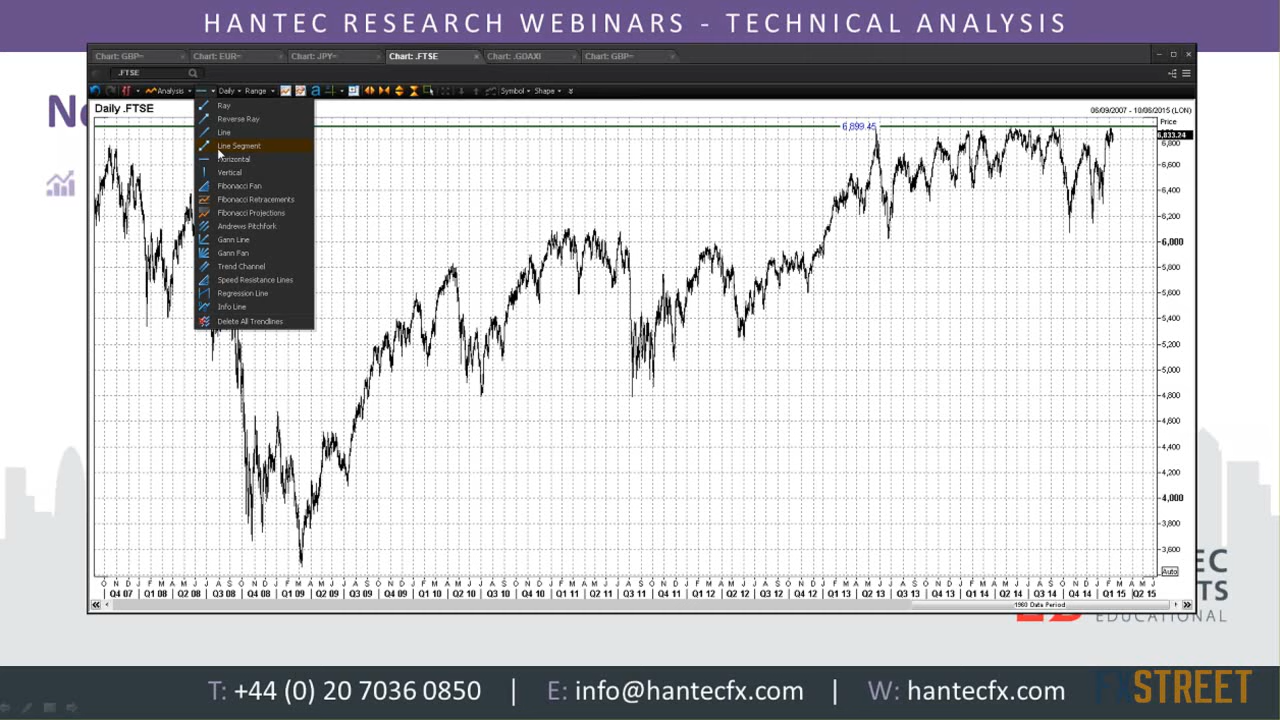 HANTEC RESEARCH WEBINARS - TECHNICAL ANALYSIS
Chart: GBP= Chart: EUR= Chart: JPY= Chart: .FTSE Chart: .GDAXI Chart: GBP=
.FTSE
Analysis Daily Range Symbol Shape
Daily .FTSE
(LON)
Price
6,899.45
6,833.24
Ray
Reverse Ray
Line
Line Segment
Horizontal
Vertical
Fibonacci Fan
Fibonacci Retracements
Fibonacci Projections
Andrews Pitchfork
Gann Line
Gann Fan
Trend Channel
Speed Resistance Lines
Regression Line
Info Line
Delete All Trendlines
6,800
6,600
6,400
6,200
6,000
5,800
5,600
5,400
5,200
5,000
4,800
4,600
4,400
4,200
4,000
3,800
3,600
Auto
Q4 07 Q1 08 Q2 08 Q3 08 Q4 08 Q1 09 Q2 09 Q3 09 Q4 09 Q1 10 Q2 10 Q3 10 Q4 10 Q1 11 Q2 11 Q3 11 Q4 11 Q1 12 Q2 12 Q3 12 Q4 12 Q1 13 Q2 13 Q3 13 Q4 13 Q1 14 Q2 14 Q3 14 Q4 14 Q1 15 Q2 15
1980 Data Period
EDUCATIONAL
T: +44 (0) 20 7036 0850 | E: info@hantecfx.com | W: hantecfx.com
FXSTREET